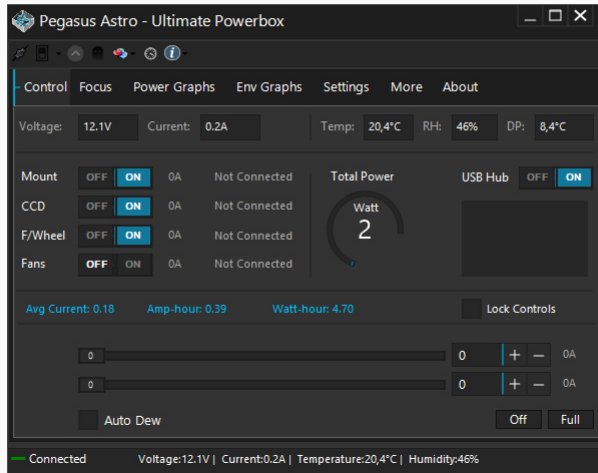 Pegasus Astro - Ultimate Powerbox
Control Focus Power Graphs Env Graphs Settings More About
Voltage: 12.1V Current: 0.2A Temp: 20,4°C RH: 46% DP: 8,4°C
Mount OFF ON 0A Not Connected Total Power USB Hub OFF ON
CCD OFF ON 0A Not Connected Watt
F/Wheel OFF ON 0A Not Connected 2
Fans OFF ON 0A Not Connected
Avg Current: 0.18 Amp-hour: 0.39 Watt-hour: 4.70 Lock Controls
0 0 + − 0A
0 0 + − 0A
Auto Dew Off Full
Connected Voltage:12.1V | Current:0.2A | Temperature:20,4°C | Humidity:46%